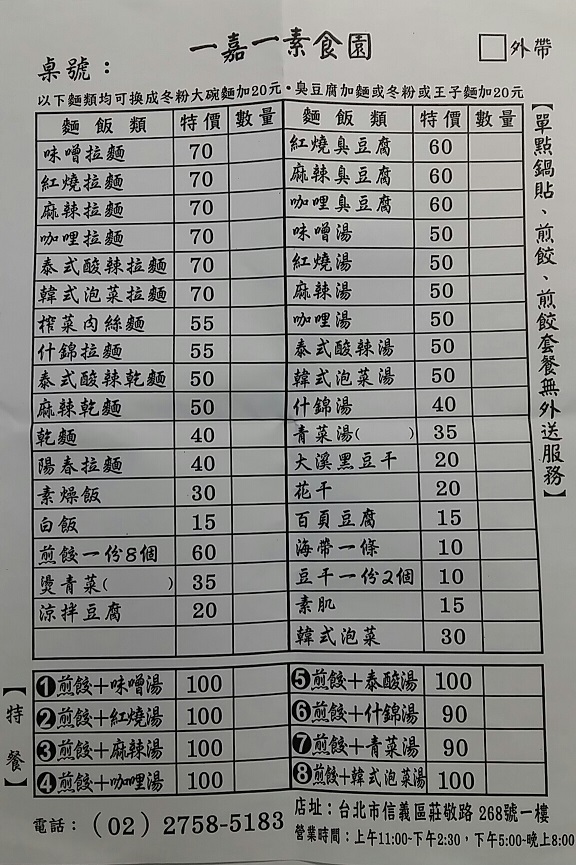 一嘉一素食園
□外帶
桌號：
以下麵類均可換成冬粉大碗麵加20元·臭豆腐加麵或冬粉或王子麵加20元
麵飯類 特價 數量
味噌拉麵 70
紅燒拉麵 70
麻辣拉麵 70
咖哩拉麵 70
泰式酸辣拉麵 70
韓式泡菜拉麵 70
榨菜肉絲麵 55
什錦拉麵 55
泰式酸辣乾麵 50
麻辣乾麵 50
乾麵 40
陽春拉麵 40
素燥飯 30
白飯 15
煎餃一份8個 60
燙青菜( ) 35
涼拌豆腐 20
麵飯類 特價 數量
紅燒臭豆腐 60
麻辣臭豆腐 60
咖哩臭豆腐 60
味噌湯 50
紅燒湯 50
麻辣湯 50
咖哩湯 50
泰式酸辣湯 50
韓式泡菜湯 50
什錦湯 40
青菜湯( ) 35
大溪黑豆干 20
花干 20
百頁豆腐 15
海帶一條 10
豆干一份2個 10
素肌 15
韓式泡菜 30
【單點鍋貼、煎餃、煎餃套餐無外送服務】
【特餐】
❶煎餃＋味噌湯 100
❷煎餃＋紅燒湯 100
❸煎餃＋麻辣湯 100
❹煎餃＋咖哩湯 100
❺煎餃＋泰酸湯 100
❻煎餃＋什錦湯 90
❼煎餃＋青菜湯 90
❽煎餃＋韓式泡菜湯 100
電話：（02）2758-5183
店址：台北市信義區莊敬路268號一樓
營業時間：上午11:00~下午2:30，下午5:00~晚上8:00